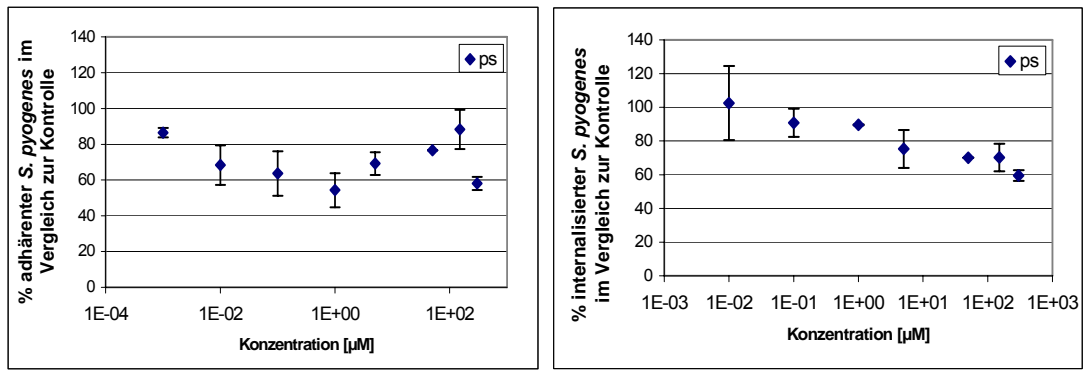 % adhärenter S. pyogenes im
Vergleich zur Kontrolle
140
120
100
80
60
40
20
0
1E-04
1E-02
1E+00
1E+02
Konzentration [µM]
ps
% internalisierter S. pyogenes
im Vergleich zur Kontrolle
140
120
100
80
60
40
20
0
1E-03
1E-02
1E-01
1E+00
1E+01
1E+02
1E+03
Konzentration [µM]
ps